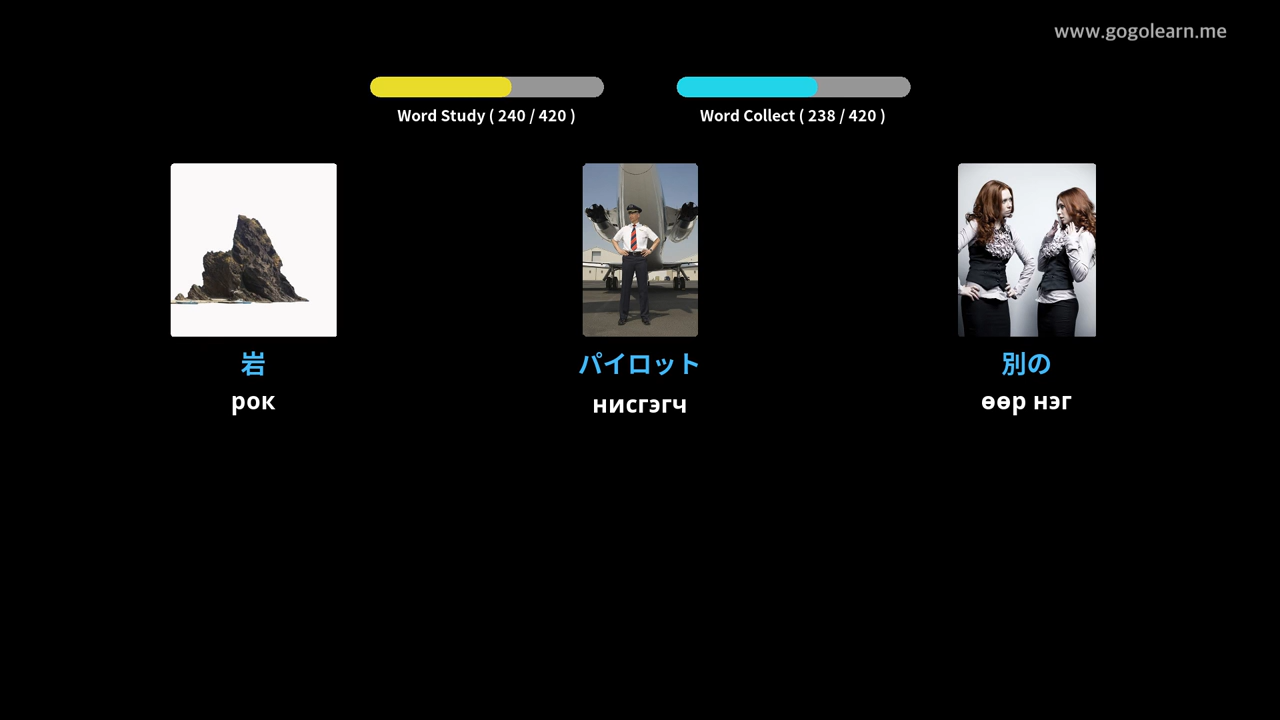 www.gogolearn.me
Word Study ( 240 / 420 )
Word Collect ( 238 / 420 )
岩
パイロット
別の
рок
нисгэгч
өөр нэг